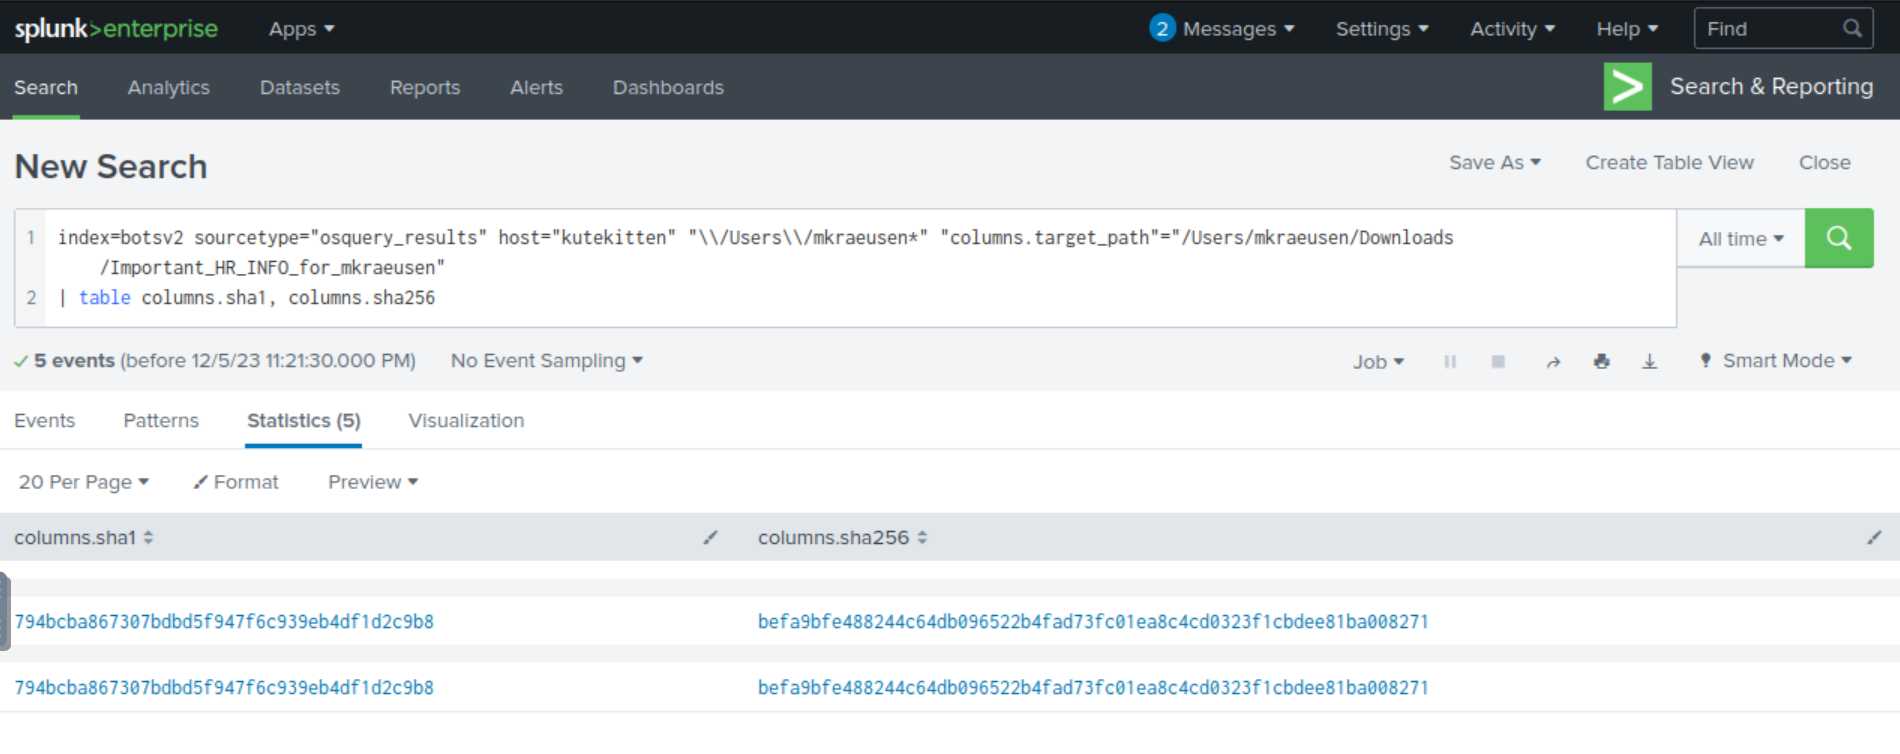 splunk>enterprise Apps 2 Messages Settings Activity Help Find
Search Analytics Datasets Reports Alerts Dashboards Search & Reporting
New Search Save As Create Table View Close
1 index=botsv2 sourcetype="osquery_results" host="kutekitten" "\\/Users\\/mkraeusen*" "columns.target_path"="/Users/mkraeusen/Downloads
/Important_HR_INFO_for_mkraeusen"
2 | table columns.sha1, columns.sha256
All time
5 events (before 12/5/23 11:21:30.000 PM) No Event Sampling Job Smart Mode
Events Patterns Statistics (5) Visualization
20 Per Page Format Preview
columns.sha1 columns.sha256
794bcba867307bdbd5f947f6c939eb4df1d2c9b8 befa9bfe488244c64db096522b4fad73fc01ea8c4cd0323f1cbdee81ba008271
794bcba867307bdbd5f947f6c939eb4df1d2c9b8 befa9bfe488244c64db096522b4fad73fc01ea8c4cd0323f1cbdee81ba008271